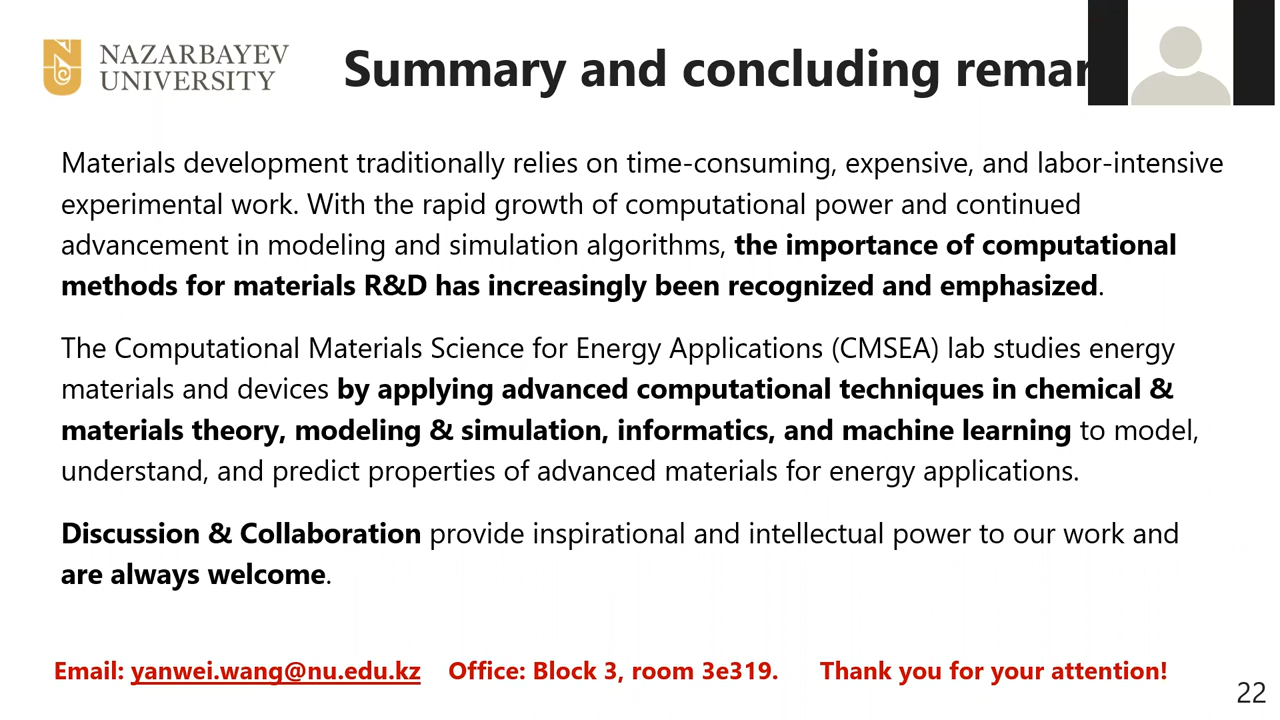 NAZARBAYEV
UNIVERSITY
Summary and concluding
Materials development traditionally relies on time-consuming, expensive, and labor-intensive
experimental work. With the rapid growth of computational power and continued
advancement in modeling and simulation algorithms, the importance of computational
methods for materials R&D has increasingly been recognized and emphasized.
The Computational Materials Science for Energy Applications (CMSEA) lab studies energy
materials and devices by applying advanced computational techniques in chemical &
materials theory, modeling & simulation, informatics, and machine learning to model,
understand, and predict properties of advanced materials for energy applications.
Discussion & Collaboration provide inspirational and intellectual power to our work and
are always welcome.
Email: yanwei.wang@nu.edu.kz Office: Block 3, room 3e319. Thank you for your attention!
22